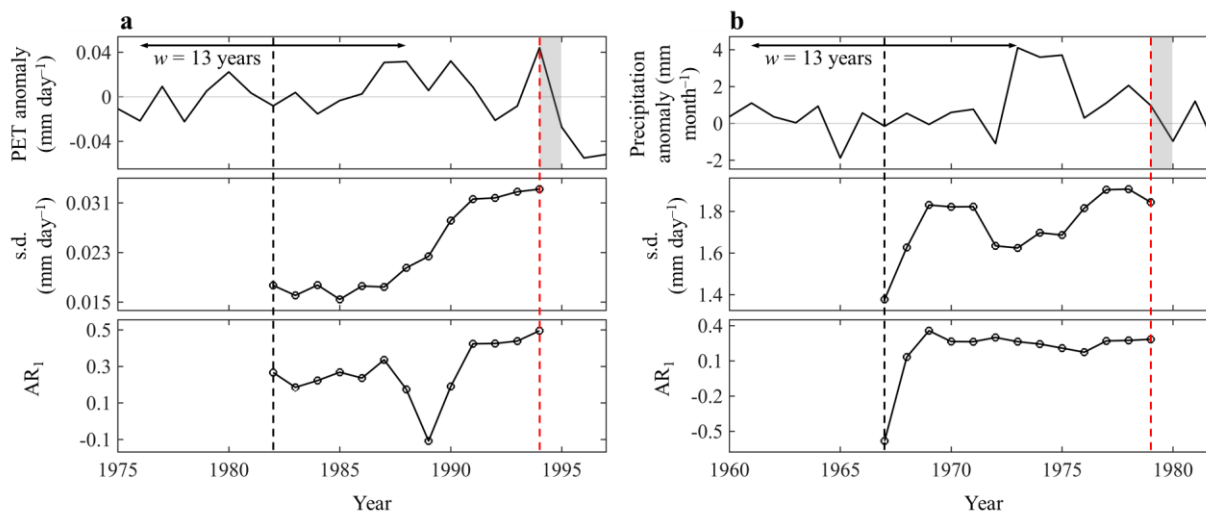 a
PET anomaly
(mm day⁻¹)
0.04
0
-0.04
w = 13 years
s.d.
(mm day⁻¹)
0.031
0.023
0.015
AR₁
0.5
0.3
0.1
-0.1
1975
1980
1985
1990
1995
Year
b
Precipitation
anomaly (mm
month⁻¹)
4
2
0
-2
w = 13 years
s.d.
(mm day⁻¹)
1.8
1.6
1.4
AR₁
0.4
0.1
-0.2
-0.5
1960
1965
1970
1975
1980
Year